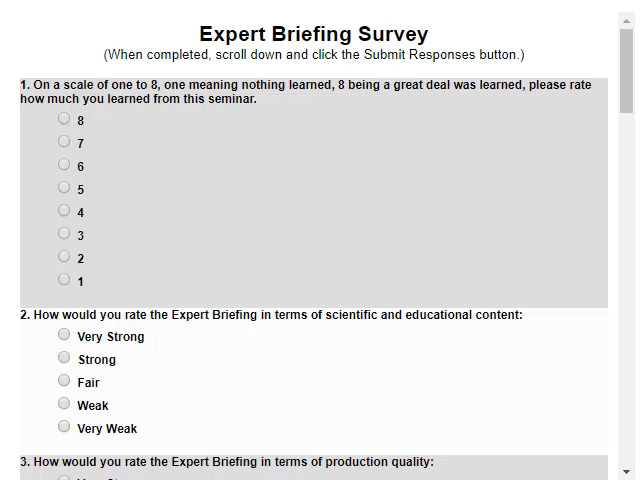 Expert Briefing Survey
(When completed, scroll down and click the Submit Responses button.)
1. On a scale of one to 8, one meaning nothing learned, 8 being a great deal was learned, please rate
how much you learned from this seminar.
8
7
6
5
4
3
2
1
2. How would you rate the Expert Briefing in terms of scientific and educational content:
Very Strong
Strong
Fair
Weak
Very Weak
3. How would you rate the Expert Briefing in terms of production quality: